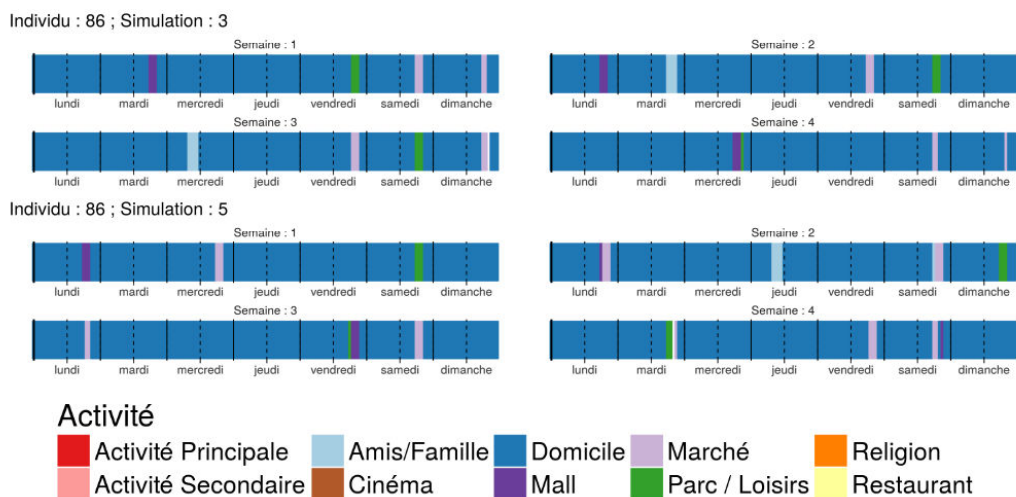 Individu : 86 ; Simulation : 3
Semaine : 1
Semaine : 2
lundi mardi mercredi jeudi vendredi samedi dimanche
lundi mardi mercredi jeudi vendredi samedi dimanche
Semaine : 3
Semaine : 4
lundi mardi mercredi jeudi vendredi samedi dimanche
lundi mardi mercredi jeudi vendredi samedi dimanche
Individu : 86 ; Simulation : 5
Semaine : 1
Semaine : 2
lundi mardi mercredi jeudi vendredi samedi dimanche
lundi mardi mercredi jeudi vendredi samedi dimanche
Semaine : 3
Semaine : 4
lundi mardi mercredi jeudi vendredi samedi dimanche
lundi mardi mercredi jeudi vendredi samedi dimanche
Activité
Activité Principale Amis/Famille Domicile Marché Religion
Activité Secondaire Cinéma Mall Parc / Loisirs Restaurant